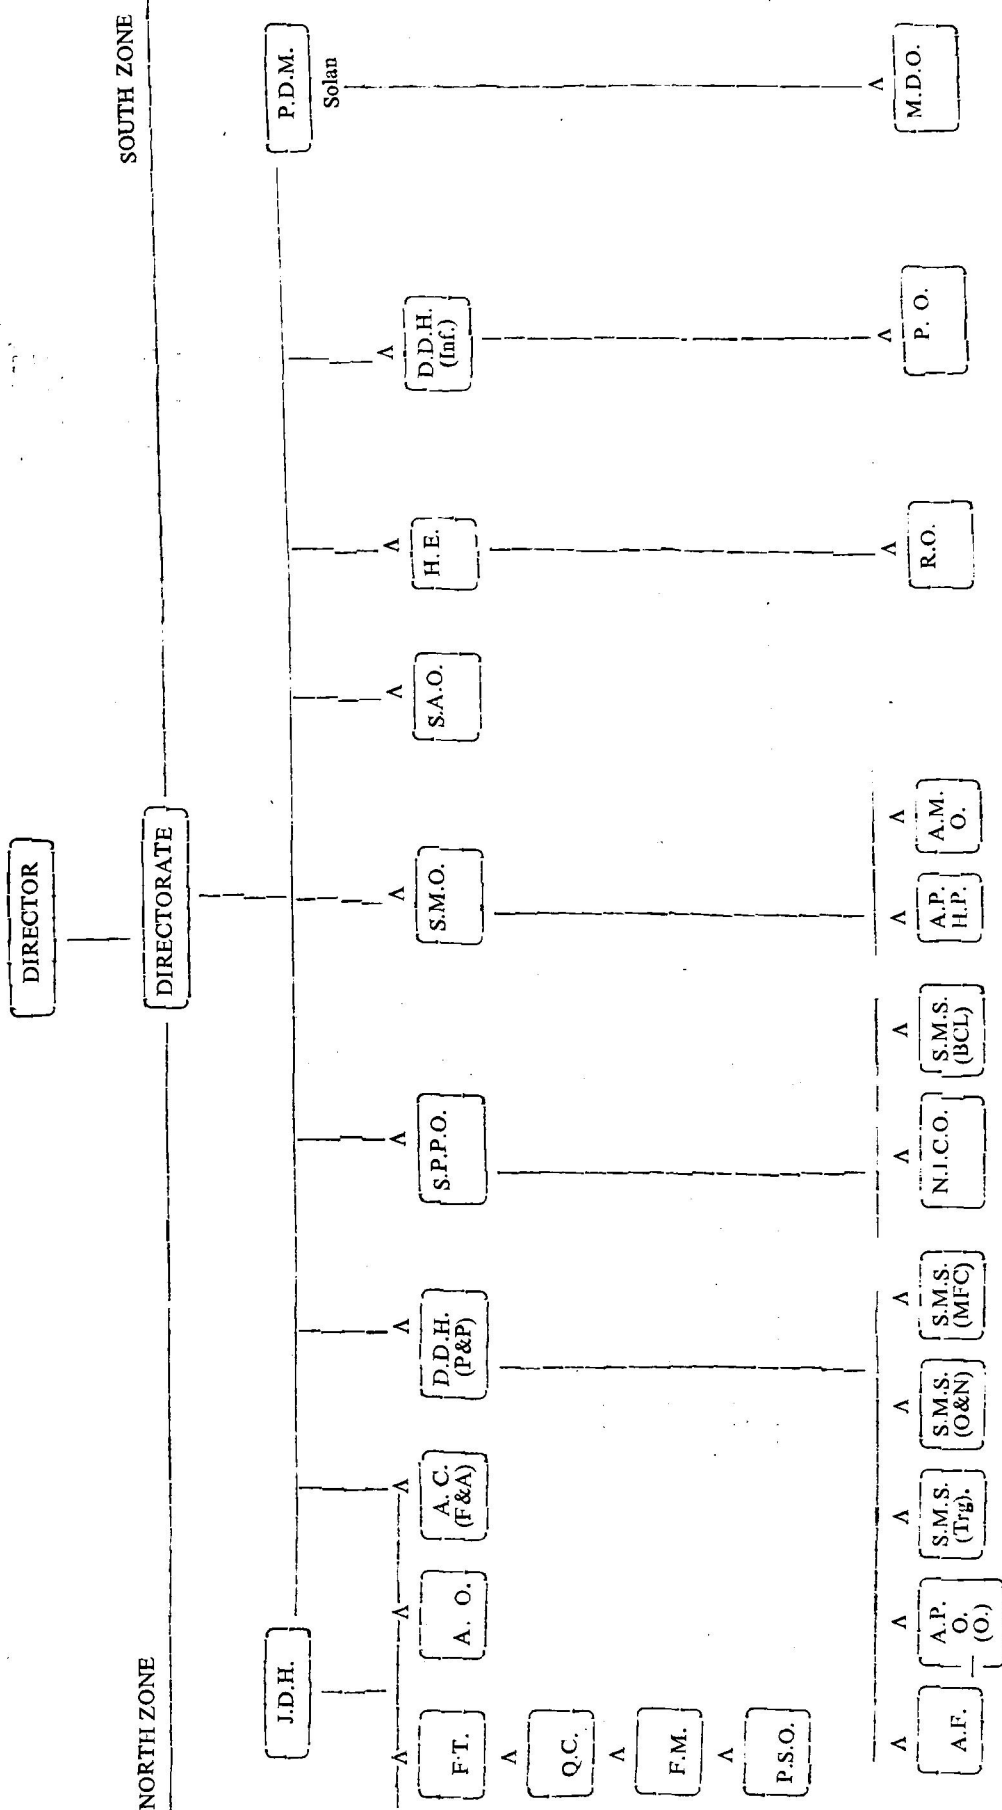 DIRECTOR
DIRECTORATE
NORTH ZONE
SOUTH ZONE
J.D.H.
P.D.M.
Solan
F.T.
A. O.
A. C.
(F&A)
D.D.H.
(P&P)
S.P.P.O.
S.M.O.
S.A.O.
H. E.
D.D.H.
(Inf.)
Q.C.
F.M.
P.S.O.
A.F.
A.P.
O.
(O.)
S.M.S.
(Trg).
S.M.S.
(O&N)
S.M.S.
(MFC)
N.I.C.O.
S.M.S.
(BCL)
A.P.
H.P.
A.M.
O.
R.O.
P. O.
M.D.O.